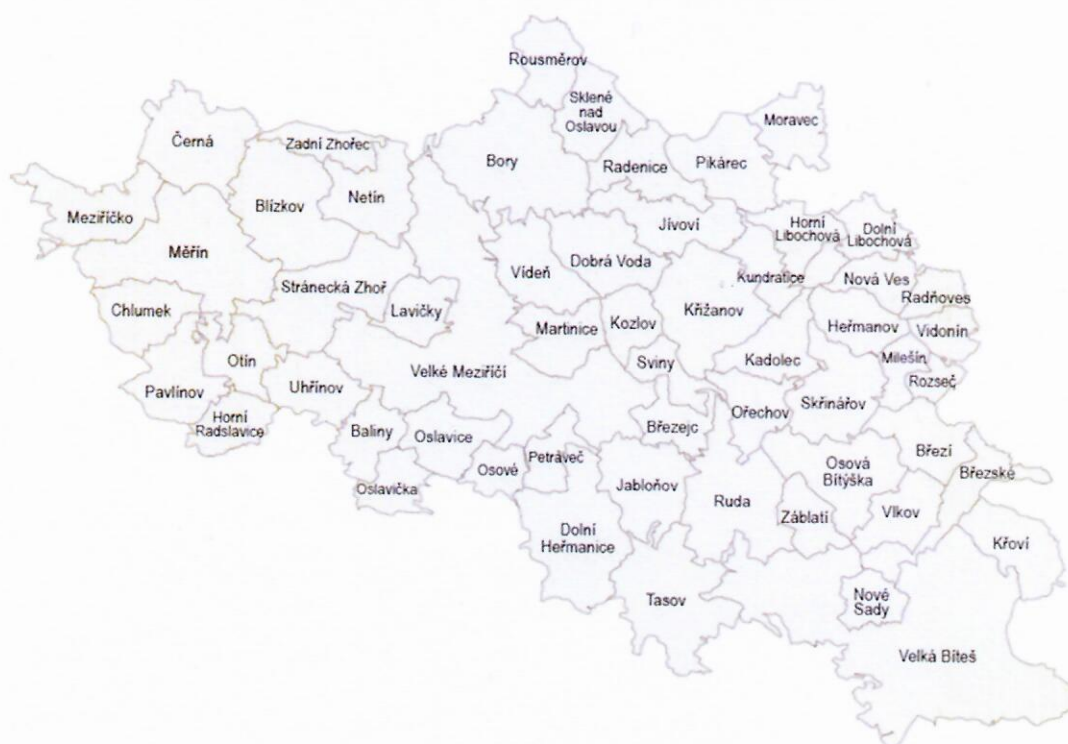 Rousměrov
Sklené
nad
Oslavou
Moravec
Černá
Zadní Zhořec
Bory
Radenice
Pikárec
Netín
Blízkov
Meziříčko
Jívoví
Horní
Libochová
Dolní
Libochová
Měřín
Vídeň
Dobrá Voda
Kundratice
Nová Ves
Stránecká Zhoř
Radňoves
Chlumek
Lavičky
Křižanov
Martinice
Kozlov
Heřmanov
Vidonín
Otín
Kadolec
Milešín
Sviny
Velké Meziříčí
Rozseč
Pavlínov
Uhřínov
Ořechov
Skřinářov
Horní
Radslavice
Baliny
Oslavice
Březejc
Březí
Osová
Bítýška
Petráveč
Osové
Březské
Oslavička
Jabloňov
Ruda
Záblatí
Vlkov
Dolní
Heřmanice
Křoví
Tasov
Nové
Sady
Velká Bíteš